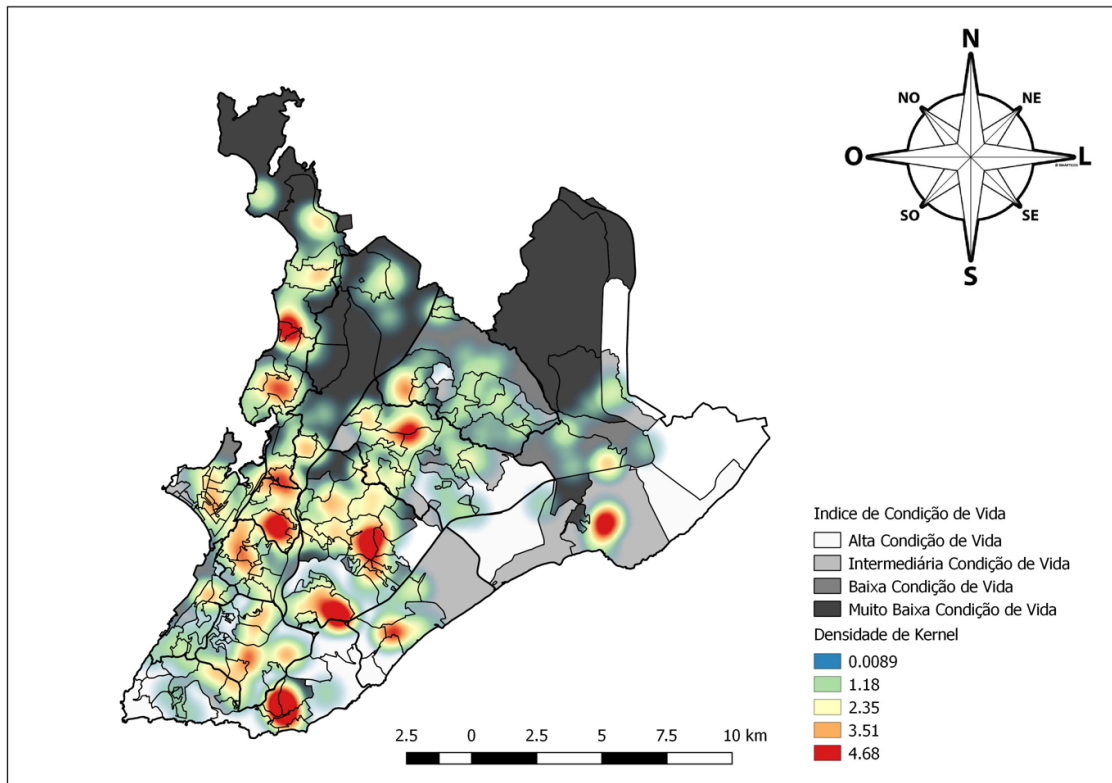 N
NO
NE
O
L
SO
SE
S
Indice de Condição de Vida
Alta Condição de Vida
Intermediária Condição de Vida
Baixa Condição de Vida
Muito Baixa Condição de Vida
Densidade de Kernel
0.0089
1.18
2.35
3.51
4.68
2.5 0 2.5 5 7.5 10 km